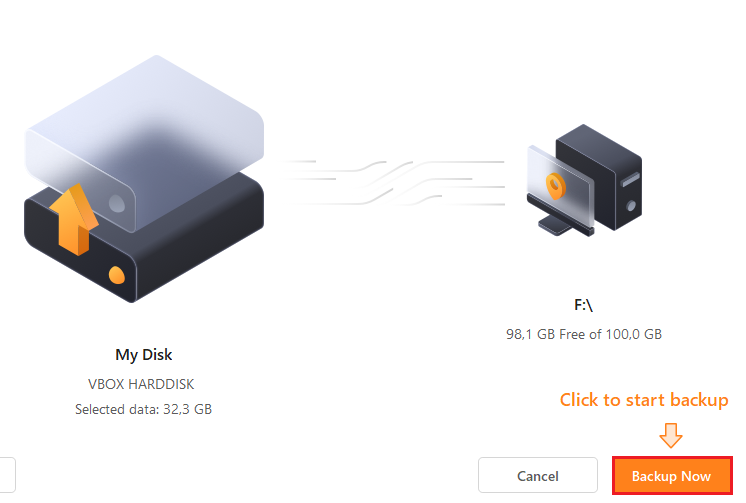 My Disk
VBOX HARDDISK
Selected data: 32,3 GB
F:\
98,1 GB Free of 100,0 GB
Click to start backup
Cancel
Backup Now